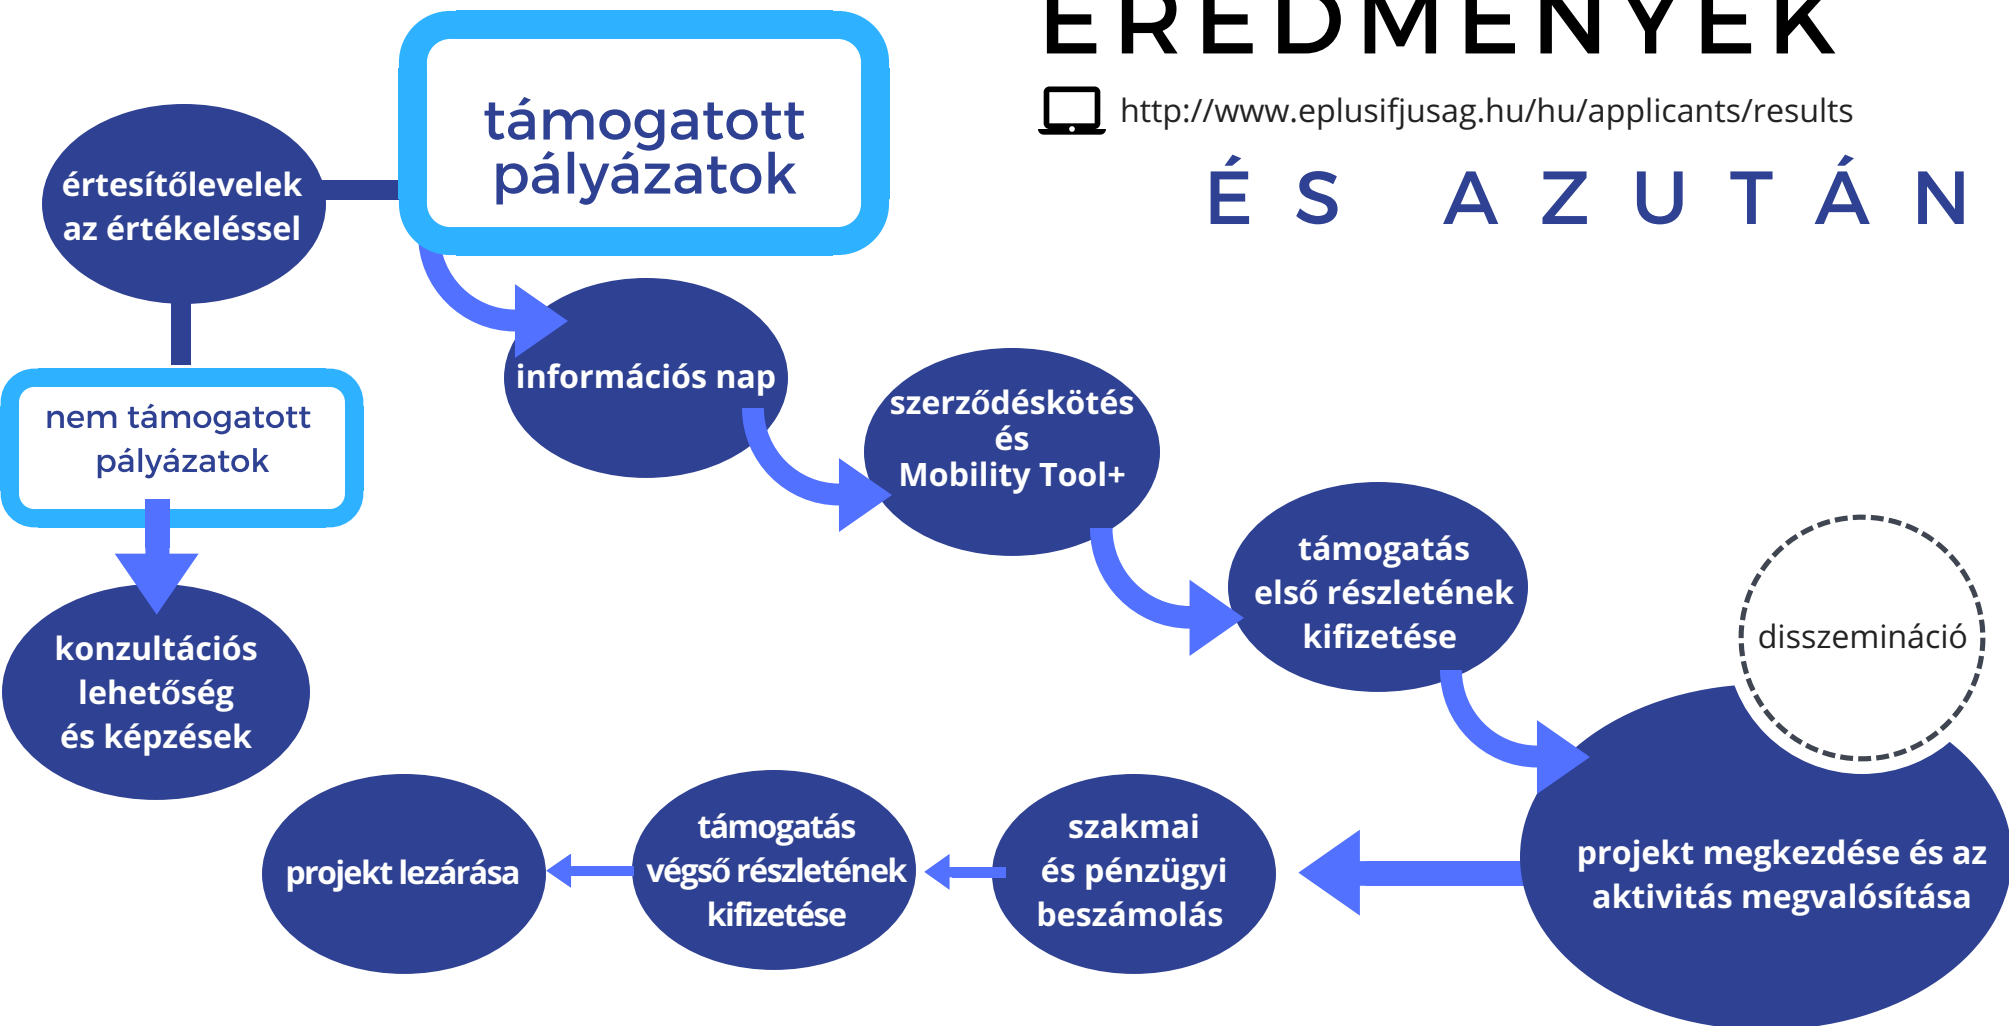 EREDMÉNYEK
http://www.eplusifjusag.hu/hu/applicants/results
ÉS AZUTÁN
értesítőlevelek
az értékeléssel
támogatott
pályázatok
nem támogatott
pályázatok
konzultációs
lehetőség
és képzések
információs nap
szerződéskötés
és
Mobility Tool+
támogatás
első részletének
kifizetése
disszemináció
projekt megkezdése és az
aktivitás megvalósítása
szakmai
és pénzügyi
beszámolás
támogatás
végső részletének
kifizetése
projekt lezárása